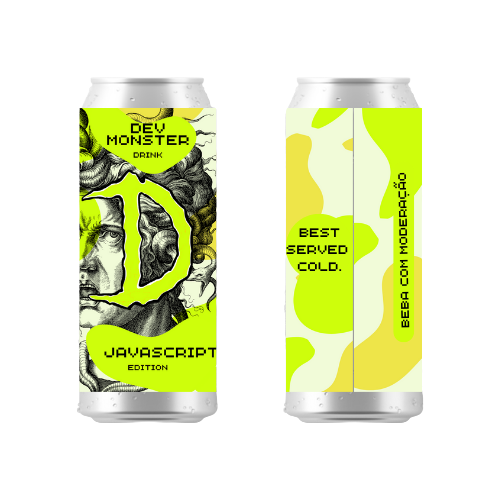 DEV
MONSTER
DRINK
D
JAVASCRIPT
EDITION
BEST
SERVED
COLD.
BEBA COM MODERAÇÃO